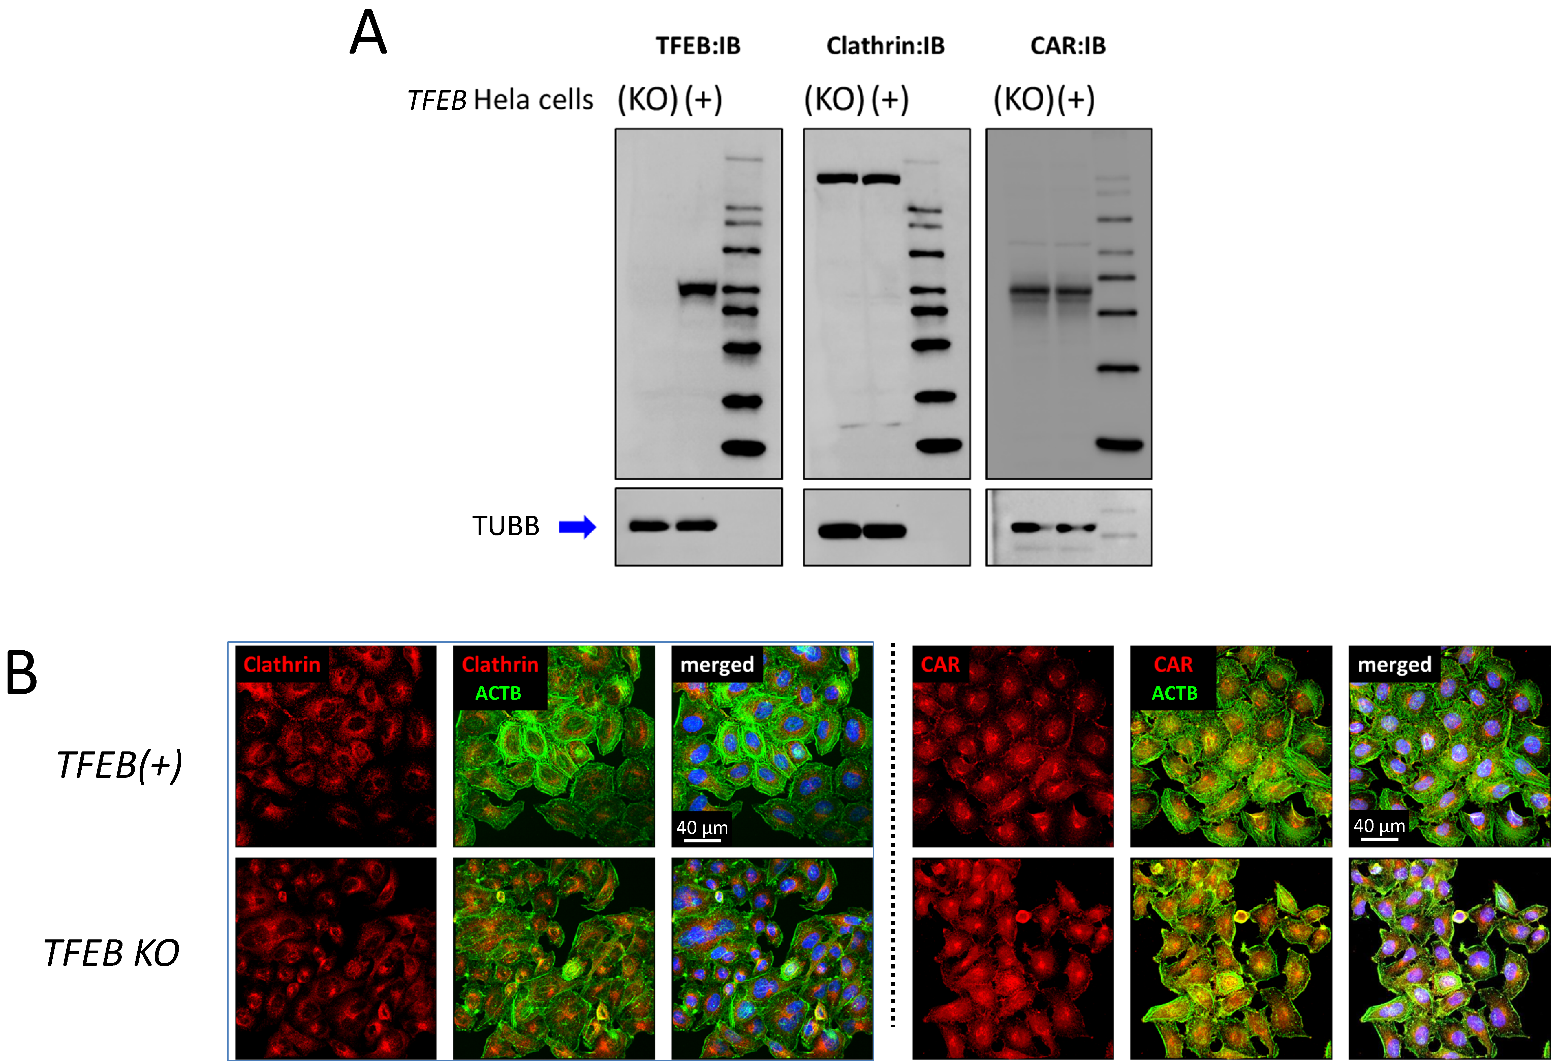 A
TFEB:IB Clathrin:IB CAR:IB
TFEB Hela cells (KO) (+) (KO) (+) (KO) (+)
TUBB
B
Clathrin Clathrin merged CAR CAR merged
ACTB ACTB
TFEB(+)
40 μm 40 μm
TFEB KO